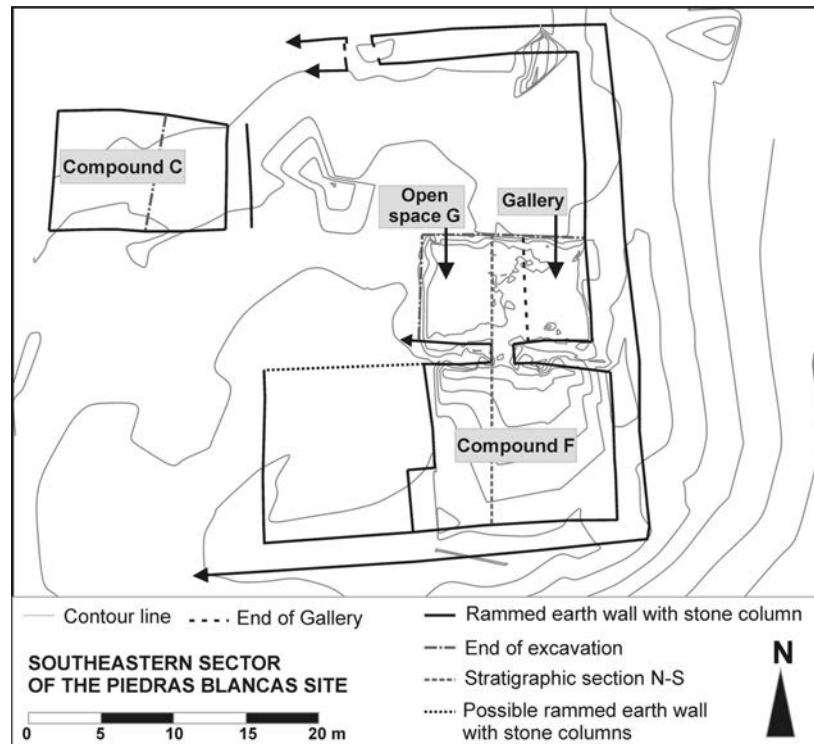 Compound C
Open
space G
Gallery
Compound F
Contour line
End of Gallery
SOUTHEASTERN SECTOR
OF THE PIEDRAS BLANCAS SITE
0 5 10 15 20 m
Rammed earth wall with stone column
End of excavation
Stratigraphic section N-S
Possible rammed earth wall
with stone columns
N